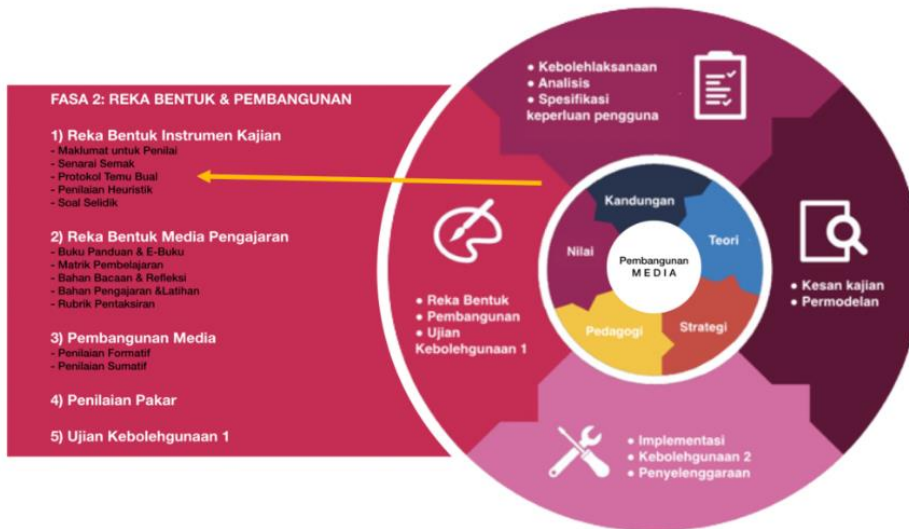 FASA 2: REKA BENTUK & PEMBANGUNAN
1) Reka Bentuk Instrumen Kajian
- Maklumat untuk Penilai
- Senarai Semak
- Protokol Temu Bual
- Penilaian Heuristik
- Soal Selidik
2) Reka Bentuk Media Pengajaran
- Buku Panduan & E-Buku
- Matrik Pembelajaran
- Bahan Bacaan & Refleksi
- Bahan Pengajaran &Latihan
- Rubrik Pentaksiran
3) Pembangunan Media
- Penilaian Formatif
- Penilaian Sumatif
4) Penilaian Pakar
5) Ujian Kebolehgunaan 1
● Kebolehlaksanaan
● Analisis
● Spesifikasi
keperluan pengguna
● Reka Bentuk
● Pembangunan
● Ujian
Kebolehgunaan 1
Kandungan
Nilai
Teori
Pembangunan
MEDIA
Pedagogi
Strategi
● Kesan kajian
● Permodelan
● Implementasi
● Kebolehgunaan 2
● Penyelenggaraan